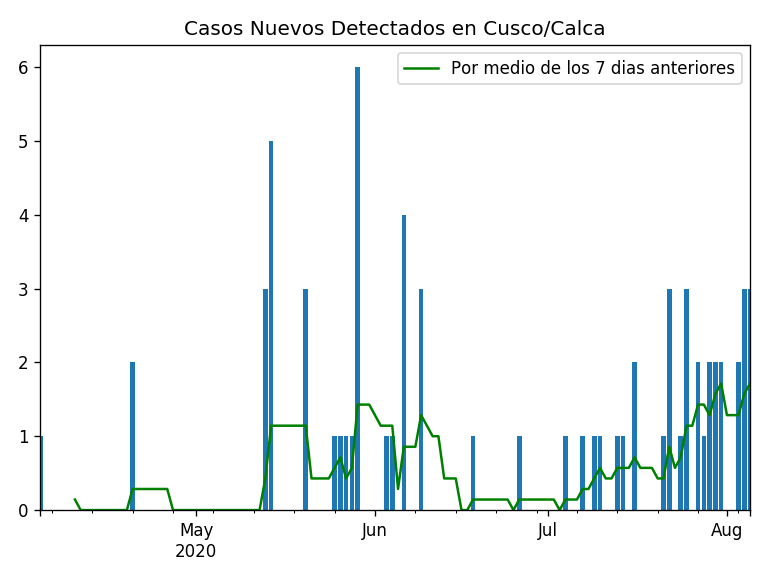 Casos Nuevos Detectados en Cusco/Calca
Por medio de los 7 dias anteriores
6
5
4
3
2
1
0
May
2020
Jun
Jul
Aug